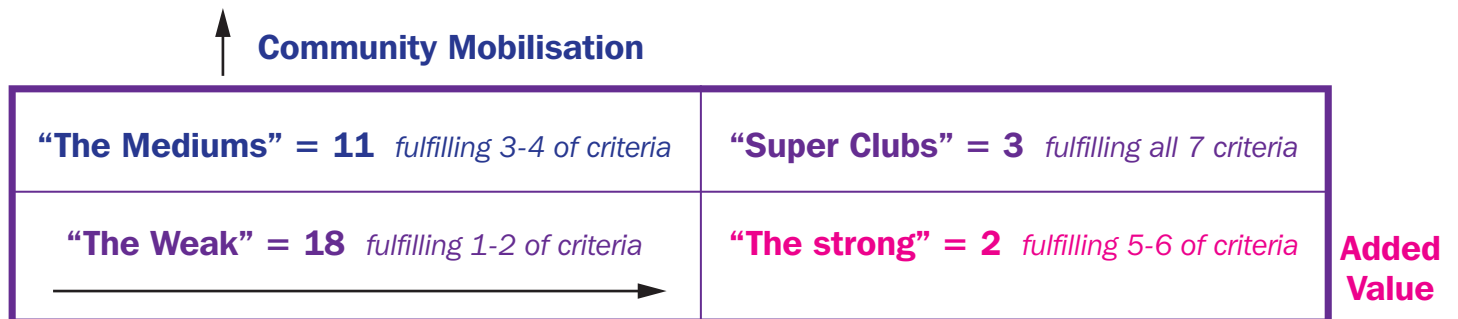 Community Mobilisation
“The Mediums” = 11 fulfilling 3-4 of criteria
“Super Clubs” = 3 fulfilling all 7 criteria
“The Weak” = 18 fulfilling 1-2 of criteria
“The strong” = 2 fulfilling 5-6 of criteria
Added
Value